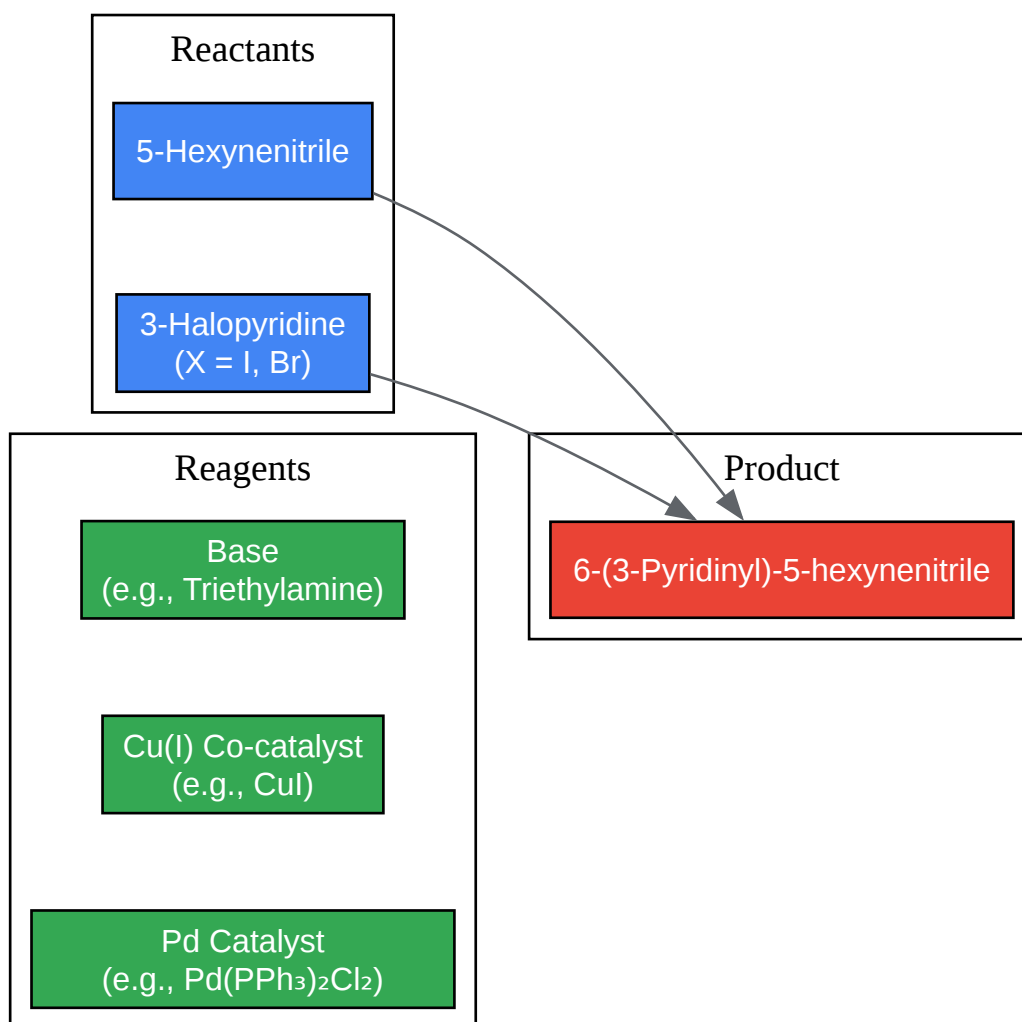 Reactants
5-Hexynenitrile
3-Halopyridine
(X = I, Br)
Reagents
Base
(e.g., Triethylamine)
Cu(I) Co-catalyst
(e.g., CuI)
Pd Catalyst
(e.g., Pd(PPh₃)₂Cl₂)
Product
6-(3-Pyridinyl)-5-hexynenitrile